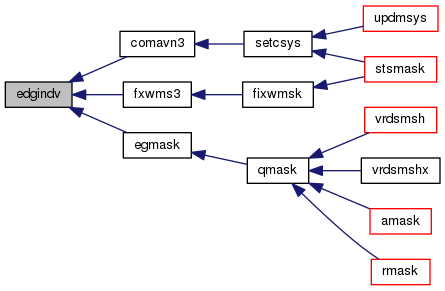 updmsys
comavn3
setcsys
stsmask
edgindv
fxwms3
fixwmsk
vrdsmsh
egmask
qmask
vrdsmshx
amask
rmask